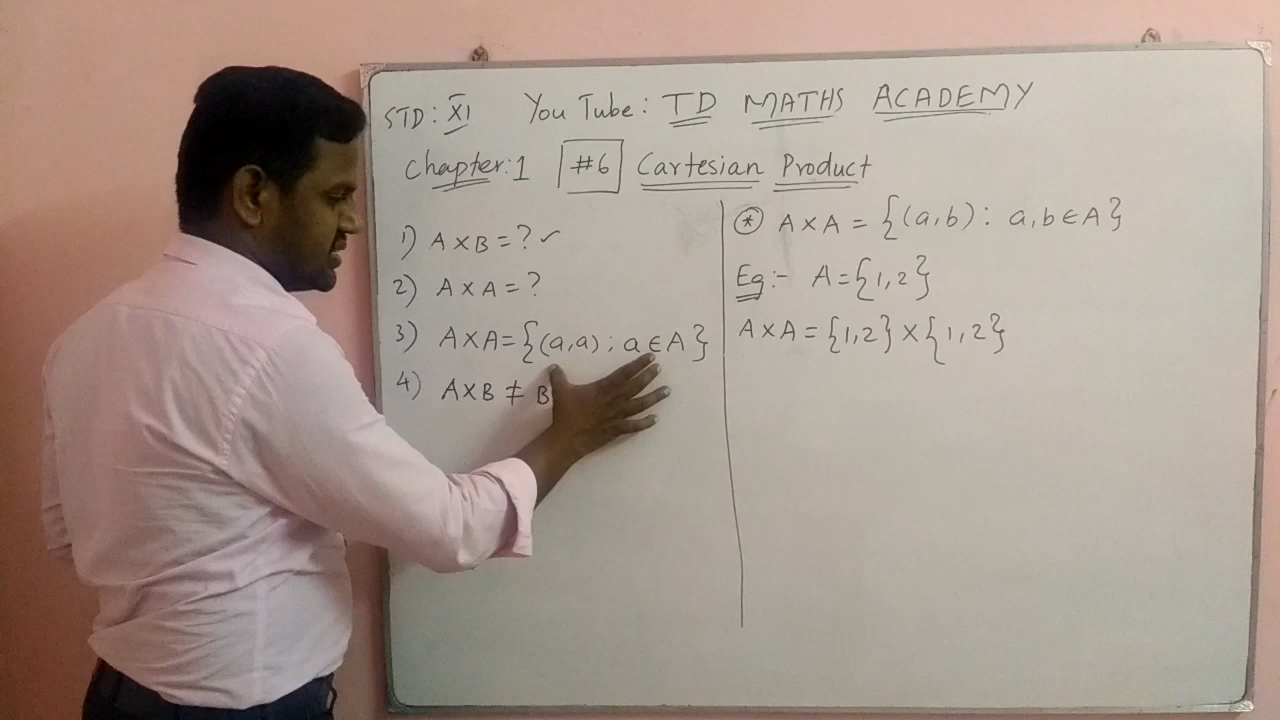 STD: XI You Tube: TD MATHS ACADEMY
Chapter: 1 #6 Cartesian Product
1) A×B = ? ✓
2) A×A = ?
3) A×A = {(a,a) ; a∈A}
4) A×B ≠ B
* A×A = {(a,b) : a,b∈A}
Eg:- A = {1,2}
A×A = {1,2} × {1,2}